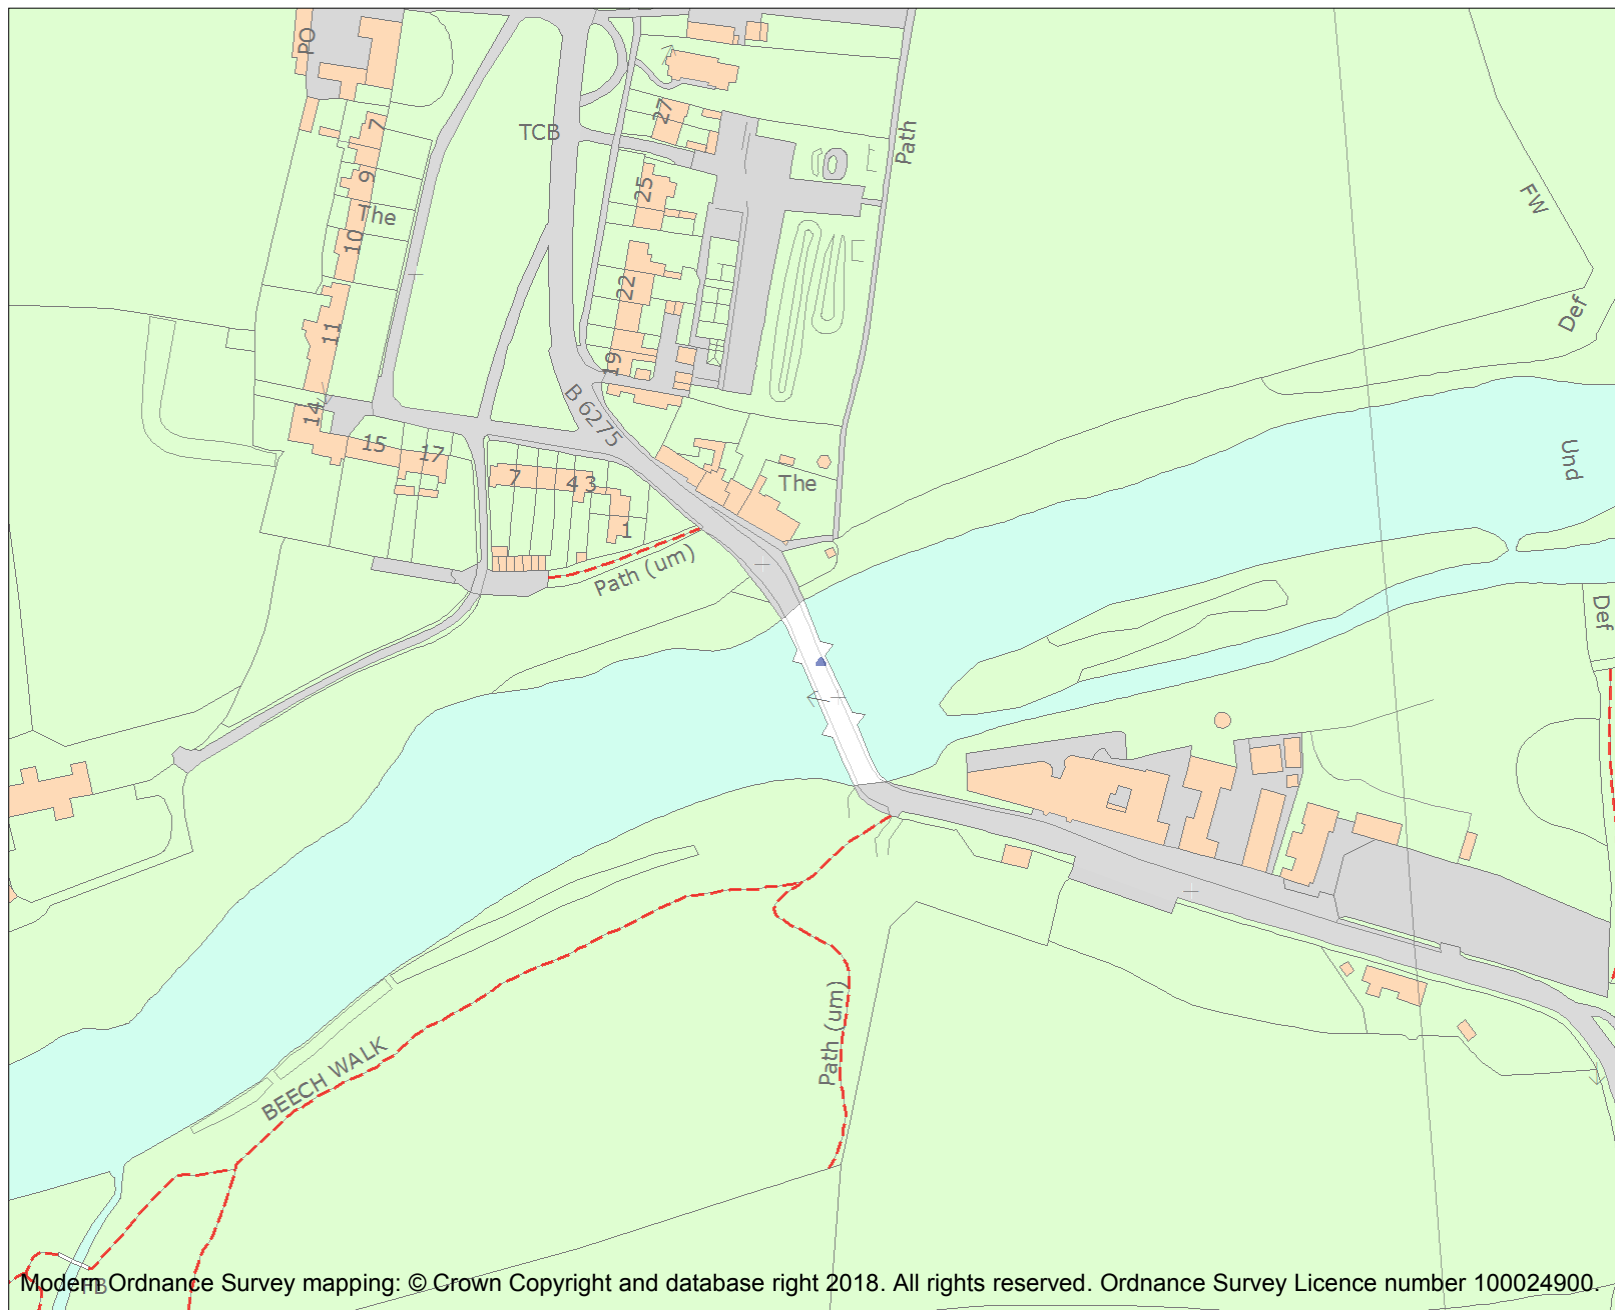 PO
7
9
The
10
11
14
15
17
TCB
27
25
22
19
B 6275
Path
FW
Def
Und
Def
7
4 3
1
The
Path (um)
Path (um)
BEECH WALK
FB
Modern Ordnance Survey mapping: © Crown Copyright and database right 2018. All rights reserved. Ordnance Survey Licence number 100024900.